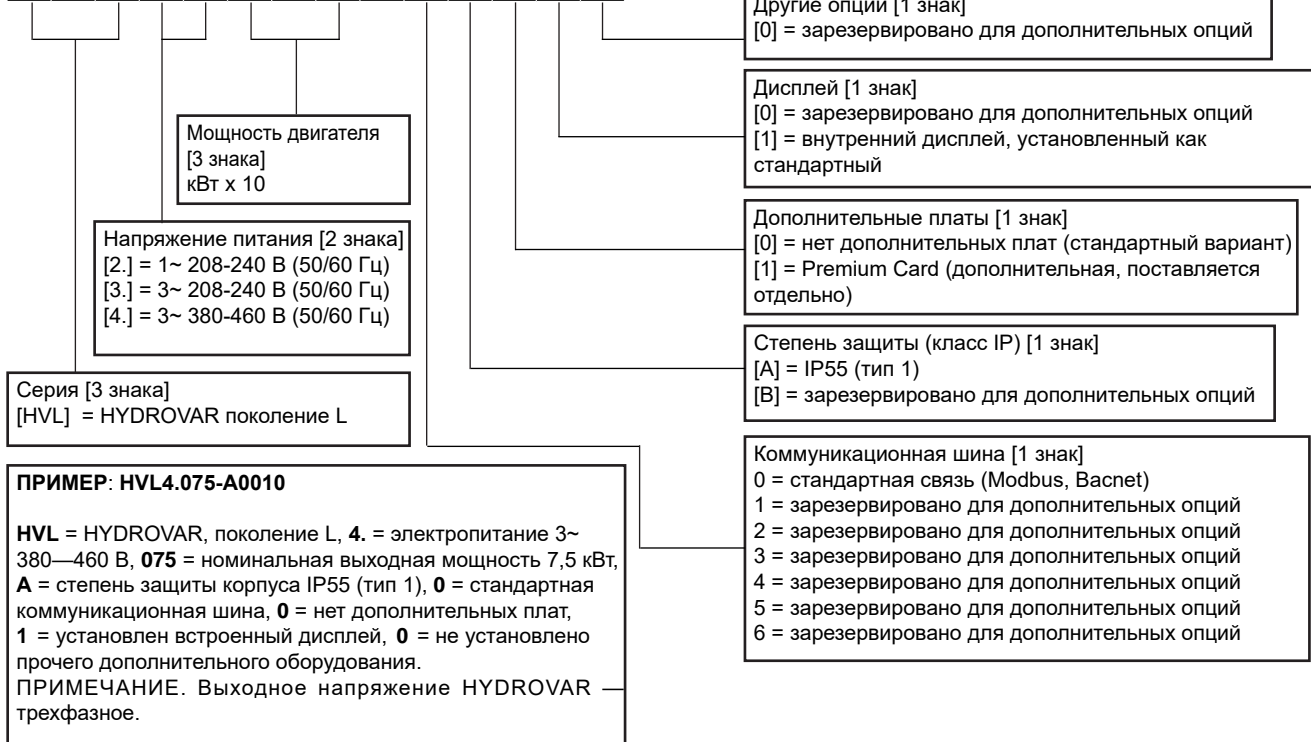 Другие опции [1 знак]
[0] = зарезервировано для дополнительных опций
Дисплей [1 знак]
[0] = зарезервировано для дополнительных опций
[1] = внутренний дисплей, установленный как
стандартный
Мощность двигателя
[3 знака]
кВт x 10
Дополнительные платы [1 знак]
[0] = нет дополнительных плат (стандартный вариант)
[1] = Premium Card (дополнительная, поставляется
отдельно)
Напряжение питания [2 знака]
[2.] = 1~ 208-240 В (50/60 Гц)
[3.] = 3~ 208-240 В (50/60 Гц)
[4.] = 3~ 380-460 В (50/60 Гц)
Степень защиты (класс IP) [1 знак]
[A] = IP55 (тип 1)
[B] = зарезервировано для дополнительных опций
Серия [3 знака]
[HVL] = HYDROVAR поколение L
Коммуникационная шина [1 знак]
0 = стандартная связь (Modbus, Bacnet)
1 = зарезервировано для дополнительных опций
2 = зарезервировано для дополнительных опций
3 = зарезервировано для дополнительных опций
4 = зарезервировано для дополнительных опций
5 = зарезервировано для дополнительных опций
6 = зарезервировано для дополнительных опций
ПРИМЕР: HVL4.075-A0010
HVL = HYDROVAR, поколение L, 4. = электропитание 3~
380—460 В, 075 = номинальная выходная мощность 7,5 кВт,
A = степень защиты корпуса IP55 (тип 1), 0 = стандартная
коммуникационная шина, 0 = нет дополнительных плат,
1 = установлен встроенный дисплей, 0 = не установлено
прочего дополнительного оборудования.
ПРИМЕЧАНИЕ. Выходное напряжение HYDROVAR —
трехфазное.